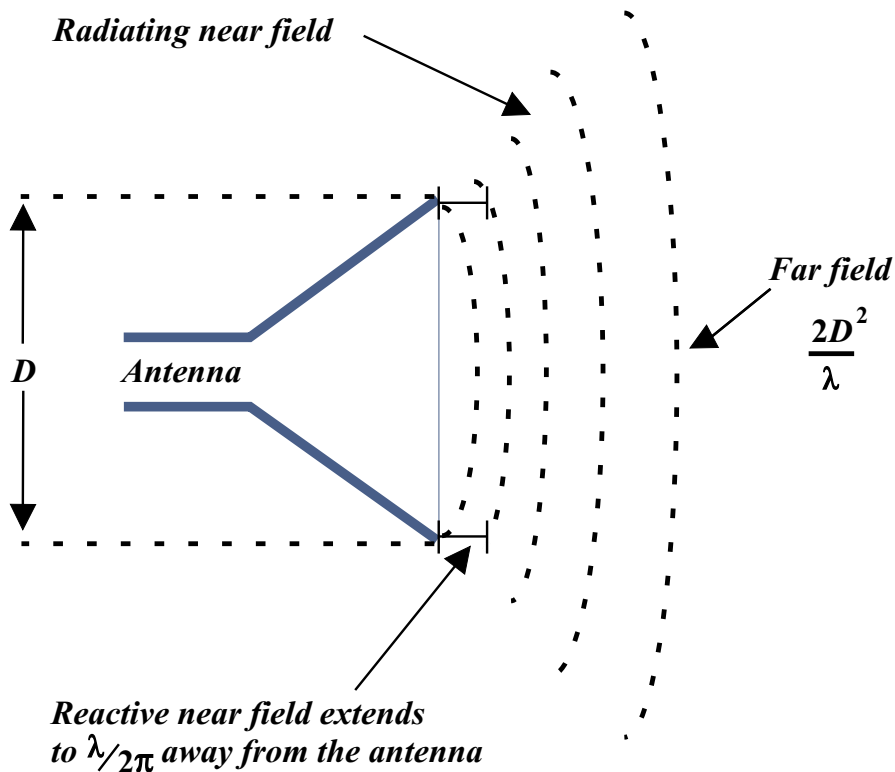 Radiating near field
Far field
2D²
λ
D
Antenna
Reactive near field extends
to λ/2π away from the antenna